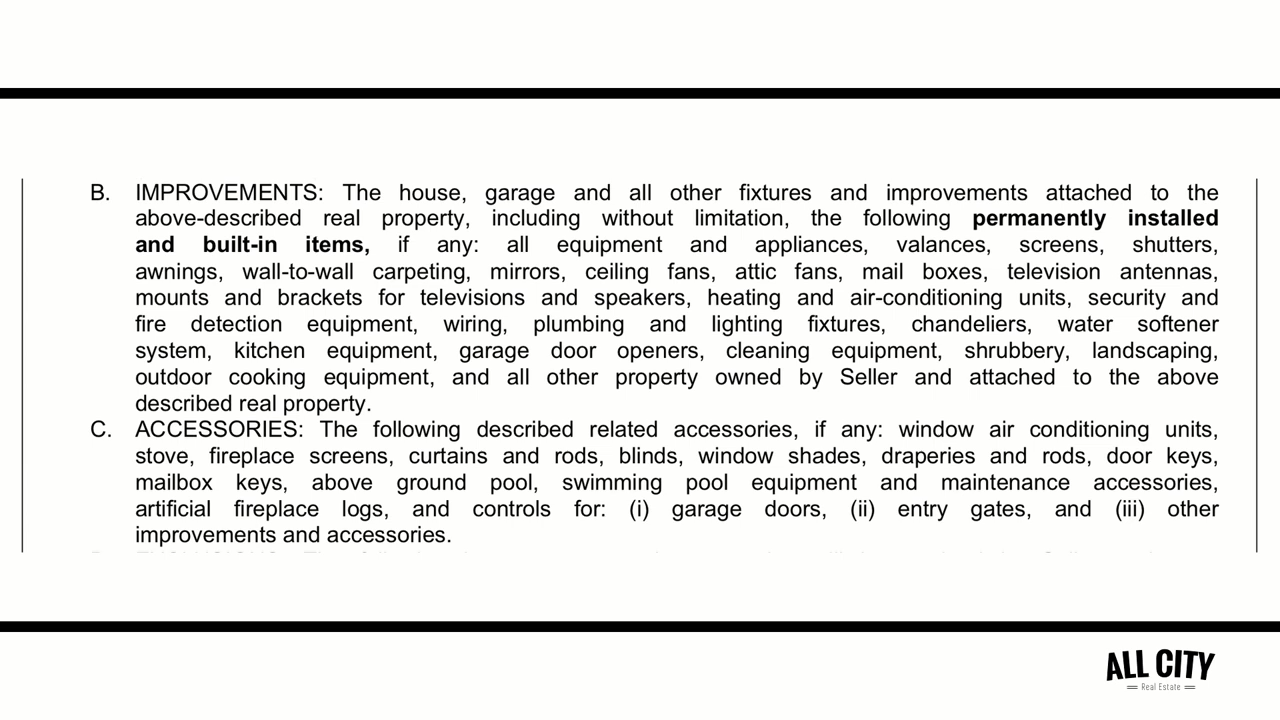 B. IMPROVEMENTS: The house, garage and all other fixtures and improvements attached to the
above-described real property, including without limitation, the following permanently installed
and built-in items, if any: all equipment and appliances, valances, screens, shutters,
awnings, wall-to-wall carpeting, mirrors, ceiling fans, attic fans, mail boxes, television antennas,
mounts and brackets for televisions and speakers, heating and air-conditioning units, security and
fire detection equipment, wiring, plumbing and lighting fixtures, chandeliers, water softener
system, kitchen equipment, garage door openers, cleaning equipment, shrubbery, landscaping,
outdoor cooking equipment, and all other property owned by Seller and attached to the above
described real property.
C. ACCESSORIES: The following described related accessories, if any: window air conditioning units,
stove, fireplace screens, curtains and rods, blinds, window shades, draperies and rods, door keys,
mailbox keys, above ground pool, swimming pool equipment and maintenance accessories,
artificial fireplace logs, and controls for: (i) garage doors, (ii) entry gates, and (iii) other
improvements and accessories.
ALL CITY
Real Estate